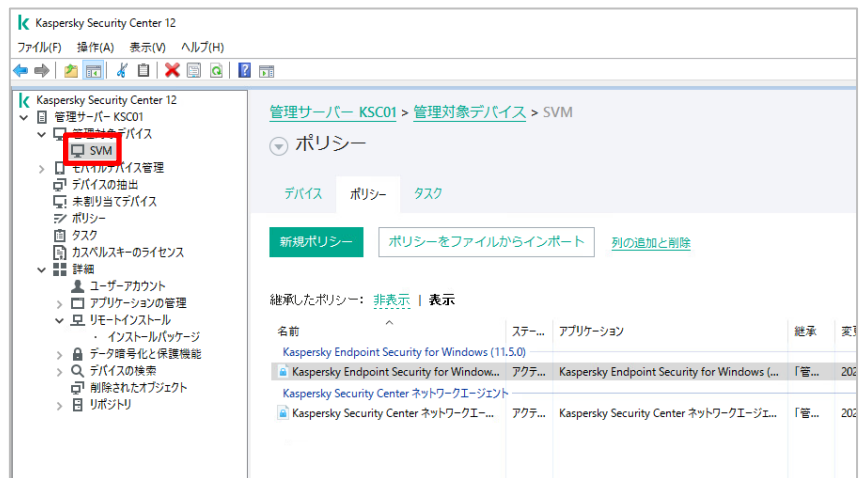 Kaspersky Security Center 12
ファイル(F) 操作(A) 表示(V) ヘルプ(H)
Kaspersky Security Center 12
管理サーバー KSC01
管理対象デバイス
SVM
モバイルデバイス管理
デバイスの抽出
未割り当てデバイス
ポリシー
タスク
カスペルスキーのライセンス
詳細
ユーザーアカウント
アプリケーションの管理
リモートインストール
・ インストールパッケージ
データ暗号化と保護機能
デバイスの検索
削除されたオブジェクト
リポジトリ
管理サーバー KSC01 > 管理対象デバイス > SVM
ポリシー
デバイス ポリシー タスク
新規ポリシー ポリシーをファイルからインポート 列の追加と削除
継承したポリシー: 非表示 | 表示
名前 ステー... アプリケーション 継承 変更
Kaspersky Endpoint Security for Windows (11.5.0)
Kaspersky Endpoint Security for Window... アクテ... Kaspersky Endpoint Security for Windows (... 「管... 202
Kaspersky Security Center ネットワークエージェント
Kaspersky Security Center ネットワークエー... アクテ... Kaspersky Security Center ネットワークエージェ... 「管... 202